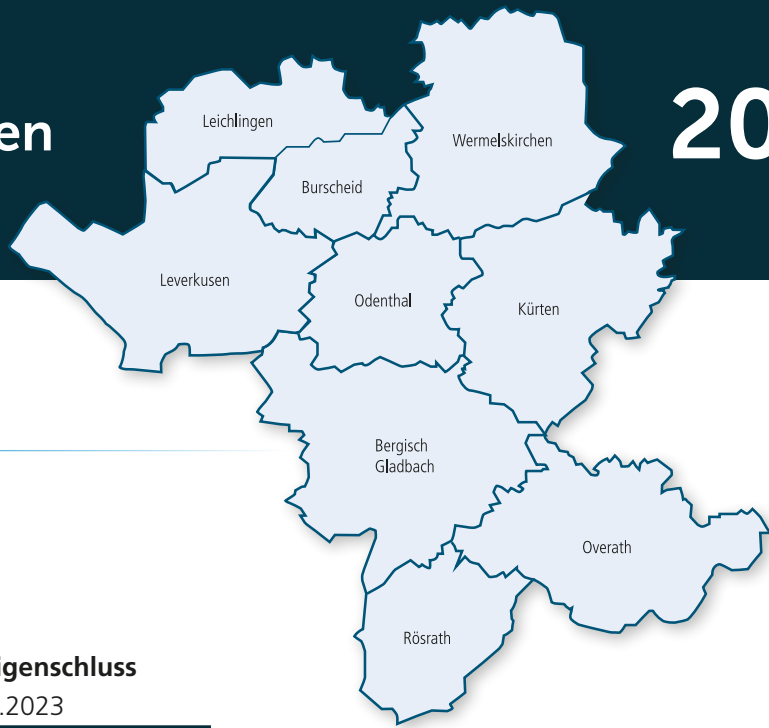 en
20
Leichlingen
Wermelskirchen
Burscheid
Leverkusen
Odenthal
Kürten
Bergisch
Gladbach
Overath
Rösrath
igenschluss
.2023